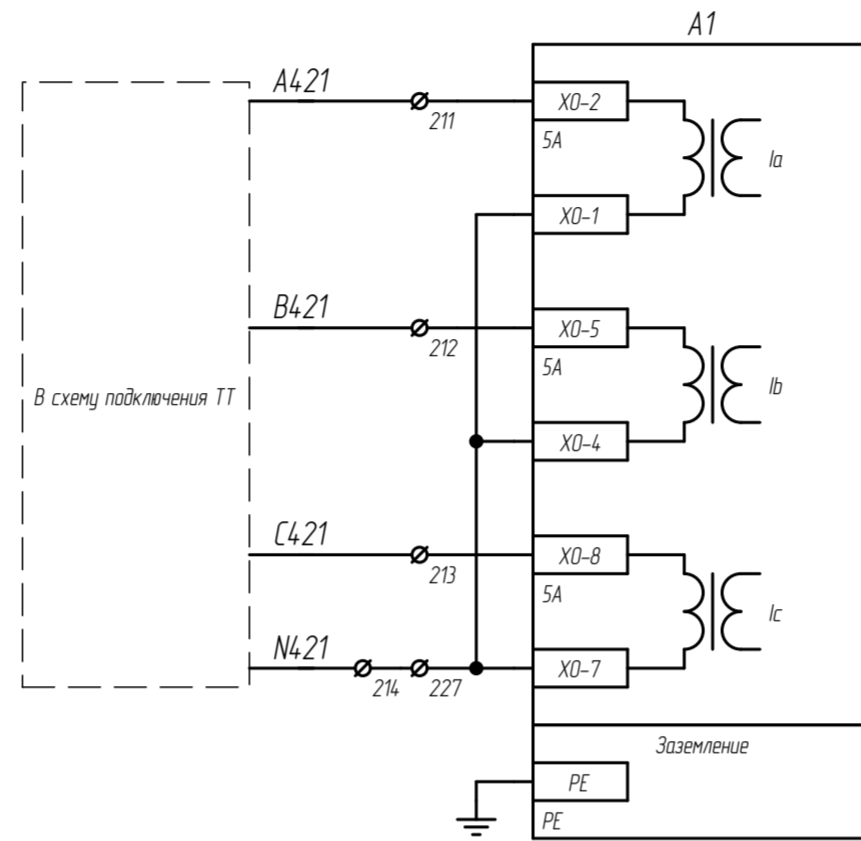 A1
A421
211
X0-2
5A
Ia
X0-1
B421
212
X0-5
5A
Ib
В схему подключения ТТ
X0-4
C421
213
X0-8
5A
Ic
N421
214
227
X0-7
Заземление
PE
PE